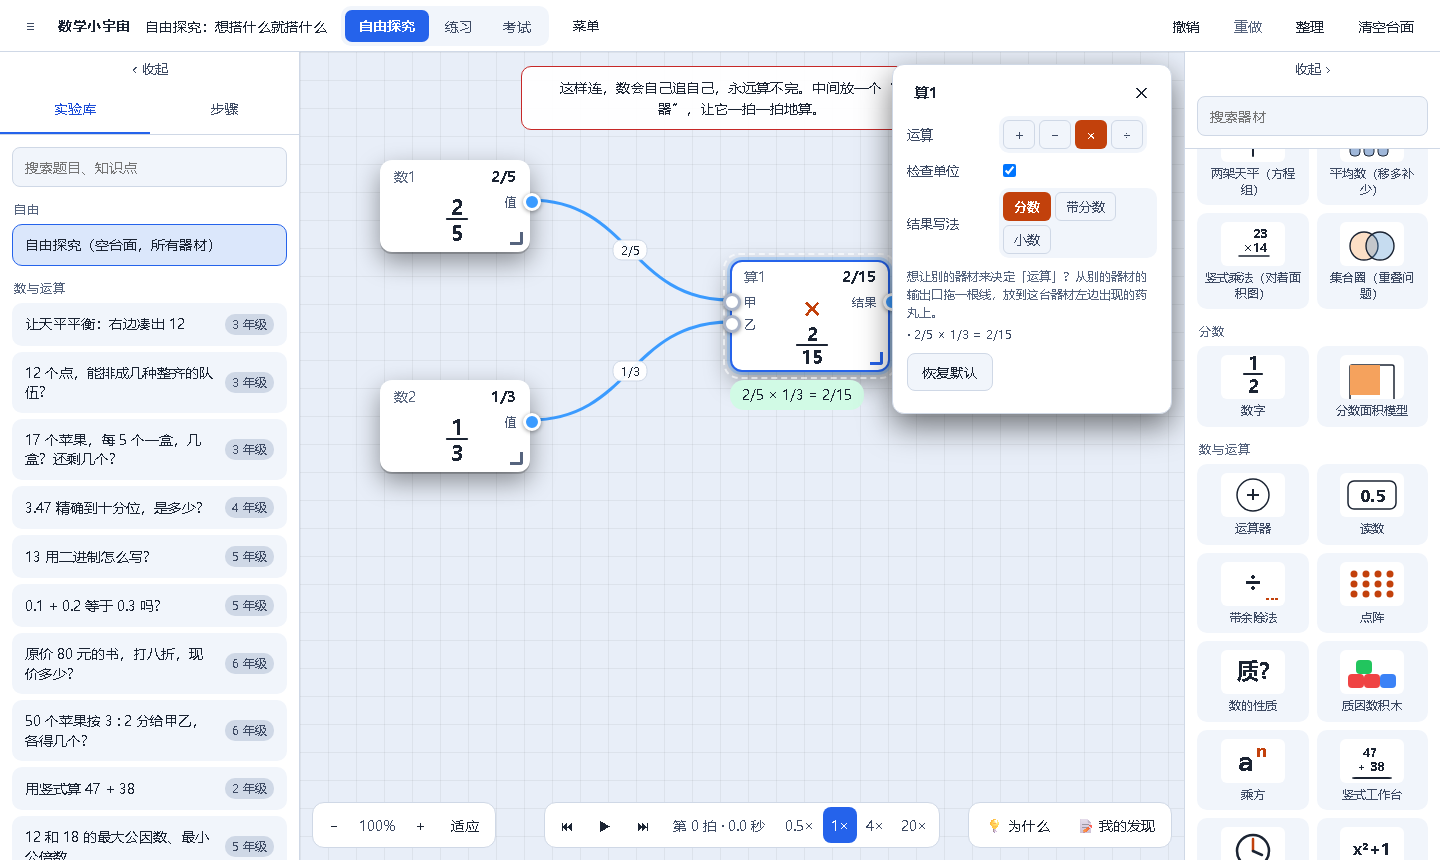 ≡ 数学小宇宙 自由探究：想搭什么就搭什么 自由探究 练习 考试 菜单 撤销 重做 整理 清空台面
‹ 收起
实验库 步骤
搜索题目、知识点
自由
自由探究（空台面，所有器材）
数与运算
让天平平衡：右边凑出 12 3 年级
12 个点，能排成几种整齐的队
伍？ 3 年级
17 个苹果，每 5 个一盒，几
盒？还剩几个？ 3 年级
3.47 精确到十分位，是多少？ 4 年级
13 用二进制怎么写？ 5 年级
0.1 + 0.2 等于 0.3 吗？ 5 年级
原价 80 元的书，打八折，现
价多少？ 6 年级
50 个苹果按 3 : 2 分给甲乙，
各得几个？ 6 年级
用竖式算 47 + 38 2 年级
12 和 18 的最大公因数、最小
公倍数 5 年级
这样连，数会自己追自己，永远算不完。中间放一个“
器”，让它一拍一拍地算。
数1 2/5
值
2
5
2/5
数2 1/3
值
1
3
1/3
算1 2/15
甲 结果
乙
×
2
15
2/5 × 1/3 = 2/15
算1 ×
运算 + − × ÷
检查单位
结果写法 分数 带分数
小数
想让别的器材来决定「运算」？从别的器材的
输出口拖一根线，放到这台器材左边出现的药
丸上。
· 2/5 × 1/3 = 2/15
恢复默认
− 100% + 适应
⏮ ▶ ⏭ 第 0 拍 · 0.0 秒 0.5× 1× 4× 20×
为什么 我的发现
收起 ›
搜索器材
两架天平（方程
组）
平均数（移多补
少）
23
×14
竖式乘法（对着面
积图）
集合圈（重叠问
题）
分数
1
2
数字
分数面积模型
数与运算
+
运算器
0.5
读数
÷ ...
带余除法
点阵
质?
数的性质
质因数积木
aⁿ
乘方
47
+ 38
竖式工作台
x²+1